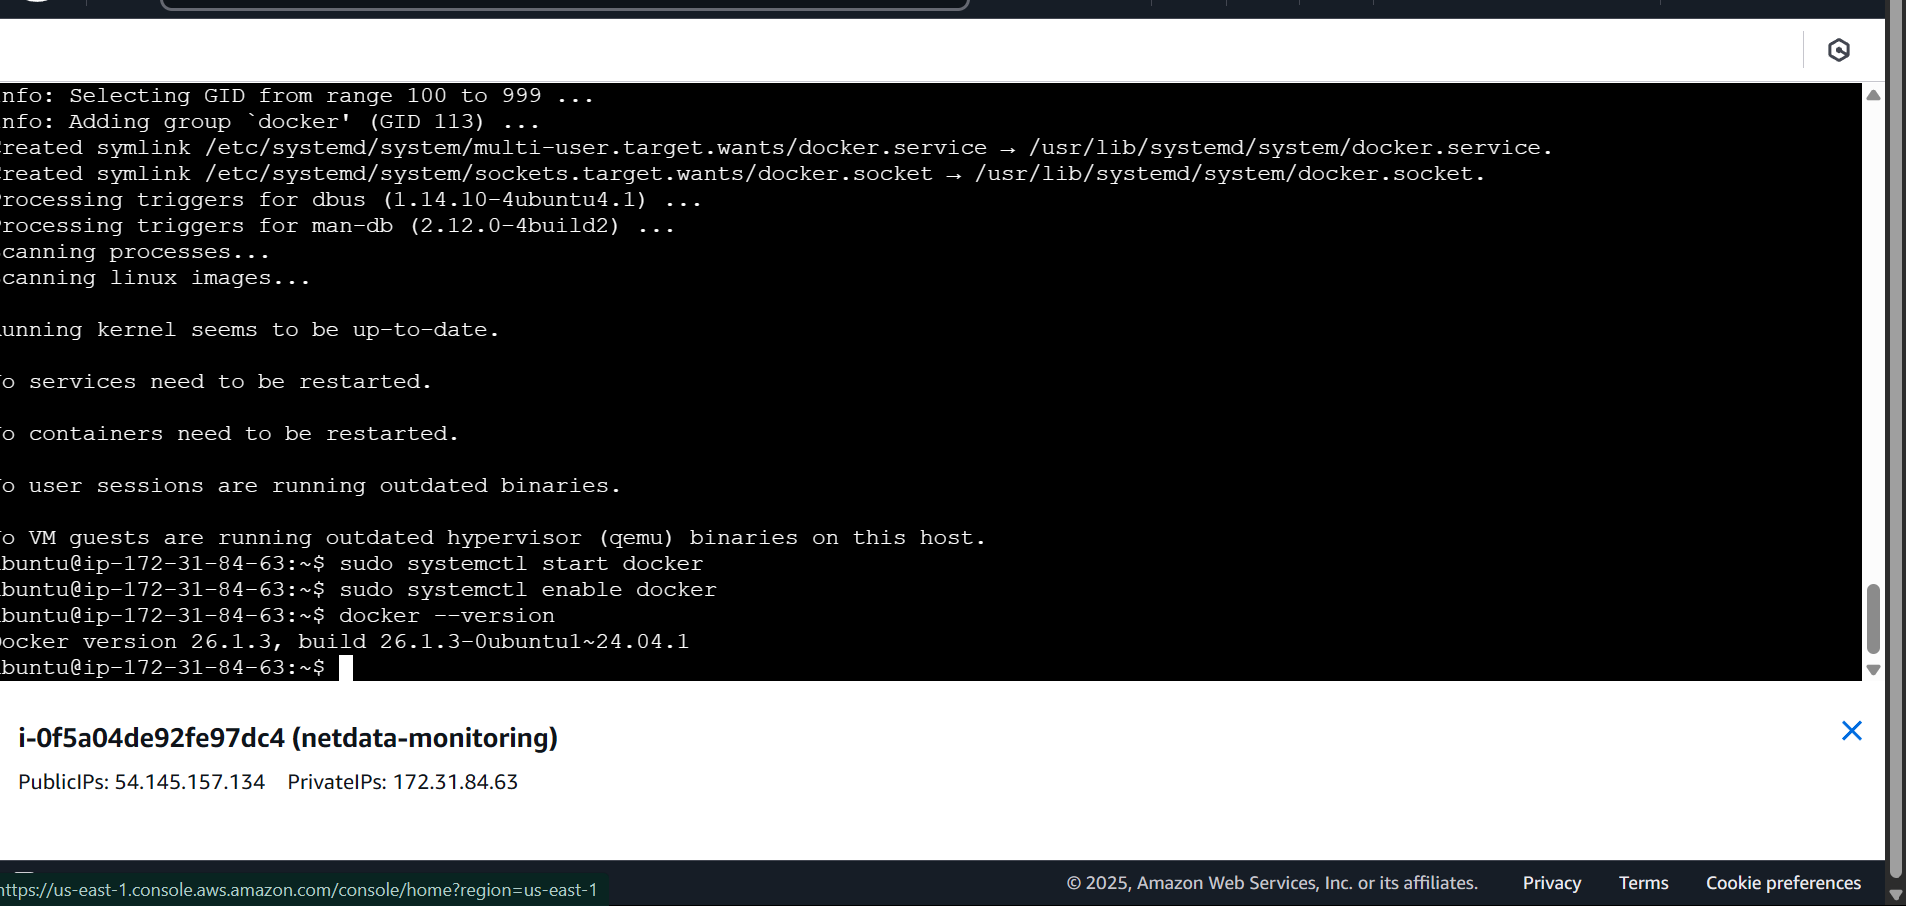 nfo: Selecting GID from range 100 to 999 ...
nfo: Adding group `docker' (GID 113) ...
reated symlink /etc/systemd/system/multi-user.target.wants/docker.service → /usr/lib/systemd/system/docker.service.
reated symlink /etc/systemd/system/sockets.target.wants/docker.socket → /usr/lib/systemd/system/docker.socket.
rocessing triggers for dbus (1.14.10-4ubuntu4.1) ...
rocessing triggers for man-db (2.12.0-4build2) ...
canning processes...
canning linux images...
unning kernel seems to be up-to-date.
o services need to be restarted.
o containers need to be restarted.
o user sessions are running outdated binaries.
o VM guests are running outdated hypervisor (qemu) binaries on this host.
buntu@ip-172-31-84-63:~$ sudo systemctl start docker
buntu@ip-172-31-84-63:~$ sudo systemctl enable docker
buntu@ip-172-31-84-63:~$ docker --version
ocker version 26.1.3, build 26.1.3-0ubuntu1~24.04.1
buntu@ip-172-31-84-63:~$
i-0f5a04de92fe97dc4 (netdata-monitoring)
PublicIPs: 54.145.157.134 PrivateIPs: 172.31.84.63
https://us-east-1.console.aws.amazon.com/console/home?region=us-east-1
© 2025, Amazon Web Services, Inc. or its affiliates. Privacy Terms Cookie preferences